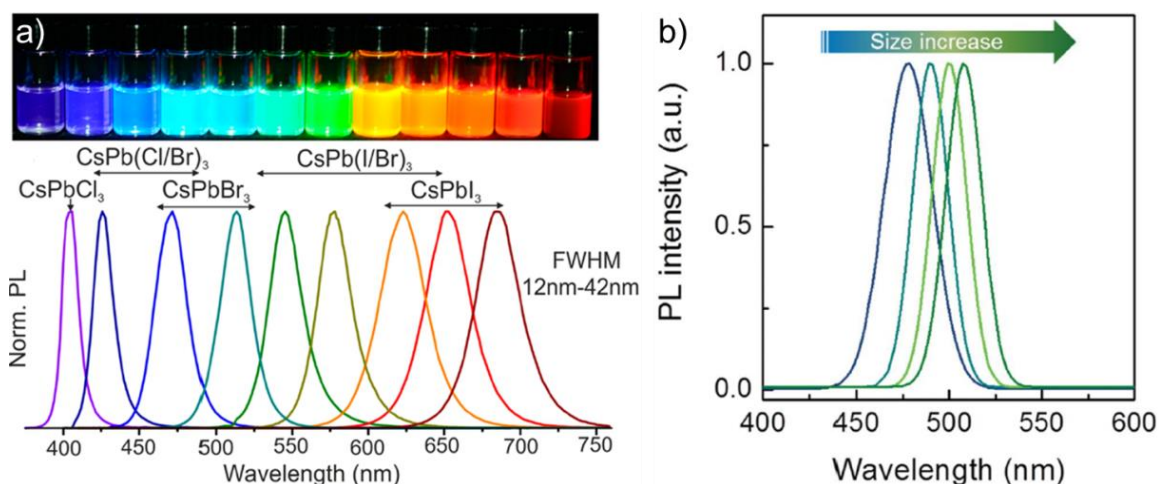 a)
CsPb(Cl/Br)₃
CsPb(I/Br)₃
CsPbCl₃
CsPbBr₃
CsPbI₃
FWHM
12nm-42nm
Norm. PL
400 450 500 550 600 650 700 750
Wavelength (nm)
b)
Size increase
1.0
0.5
0.0
PL intensity (a.u.)
400 450 500 550 600
Wavelength (nm)